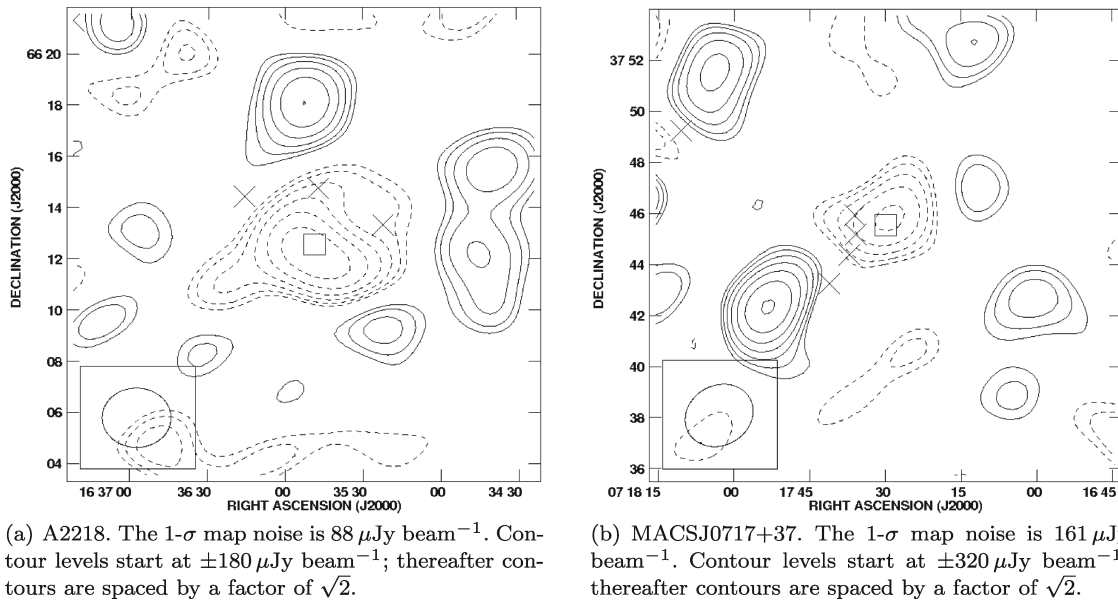 66 20
18
16
14
12
10
08
06
04
DECLINATION (J2000)
16 37 00
36 30
00
35 30
00
34 30
RIGHT ASCENSION (J2000)
(a) A2218. The 1-σ map noise is 88 μJy beam⁻¹. Con-
tour levels start at ±180 μJy beam⁻¹; thereafter con-
tours are spaced by a factor of √2.
37 52
50
48
46
44
42
40
38
36
DECLINATION (J2000)
07 18 15
00
17 45
30
15
00
16 45
RIGHT ASCENSION (J2000)
(b) MACSJ0717+37. The 1-σ map noise is 161 μJ
beam⁻¹. Contour levels start at ±320 μJy beam⁻¹
thereafter contours are spaced by a factor of √2.